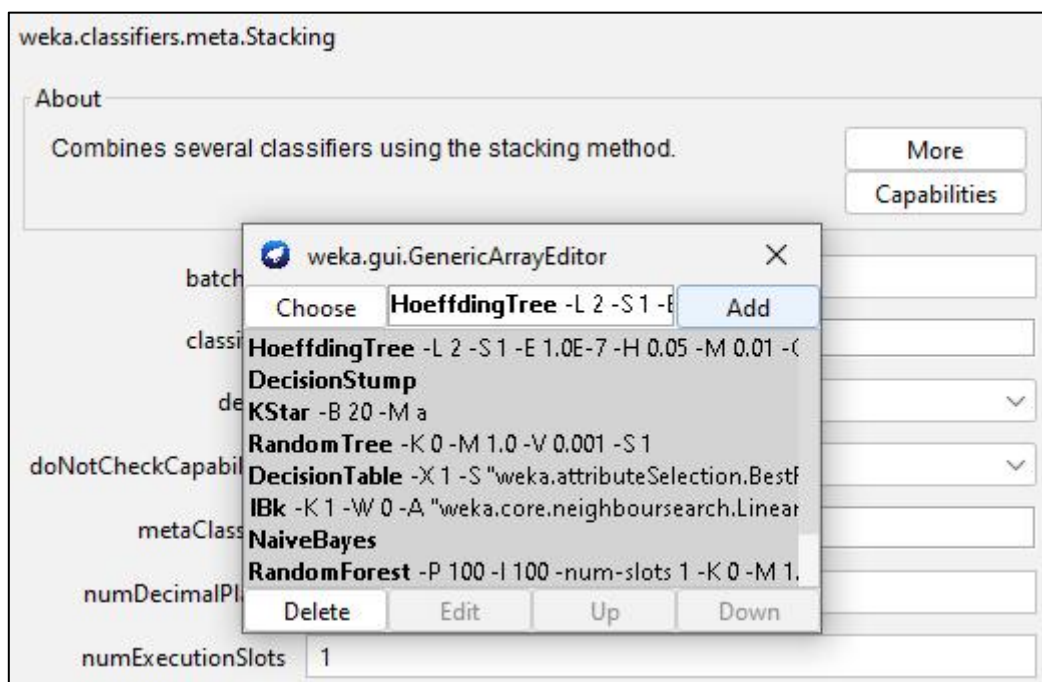 weka.classifiers.meta.Stacking
About
Combines several classifiers using the stacking method.
More
Capabilities
weka.gui.GenericArrayEditor
batch
Choose HoeffdingTree -L 2 -S 1 -E Add
classi
HoeffdingTree -L 2 -S 1 -E 1.0E-7 -H 0.05 -M 0.01 -G
DecisionStump
de
KStar -B 20 -M a
RandomTree -K 0 -M 1.0 -V 0.001 -S 1
doNotCheckCapabil
DecisionTable -X 1 -S "weka.attributeSelection.BestF
IBk -K 1 -W 0 -A "weka.core.neighboursearch.Linear
metaClass
NaiveBayes
RandomForest -P 100 -I 100 -num-slots 1 -K 0 -M 1.
numDecimalPl
Delete Edit Up Down
numExecutionSlots 1